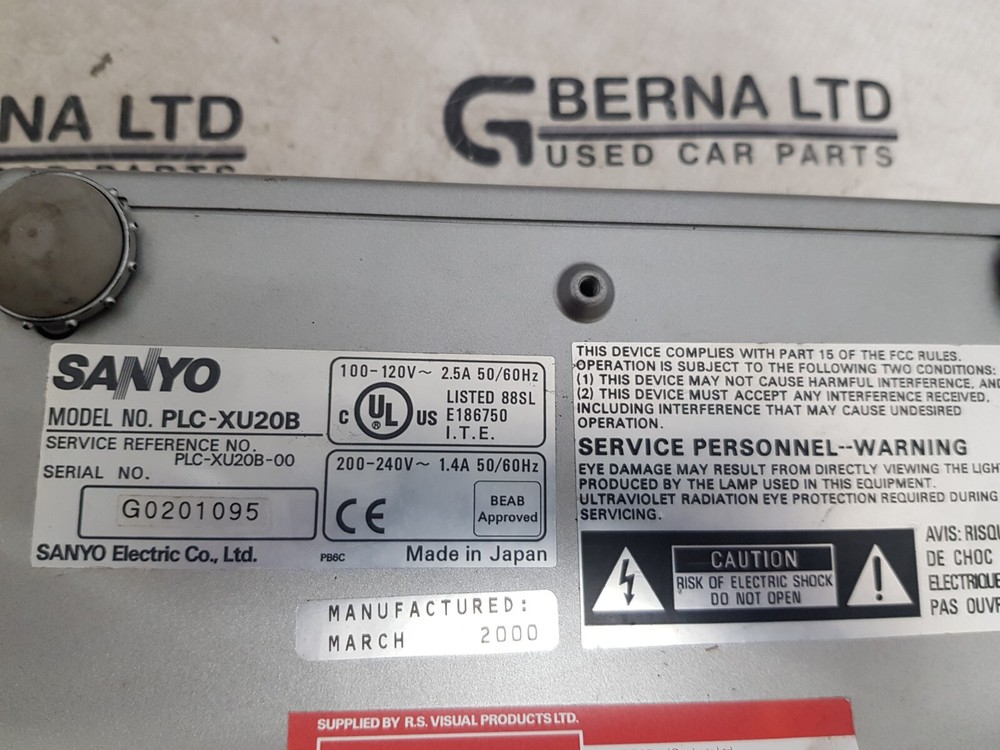 NA LTD
BERNA LTD
USED CAR PARTS
SANYO
MODEL NO. PLC-XU20B
SERVICE REFERENCE NO.
PLC-XU20B-00
SERIAL NO.
G0201095
SANYO Electric Co., Ltd.
100-120V~ 2.5A 50/60Hz
C UL US
®
LISTED 88SL
E186750
I.T.E.
200-240V~ 1.4A 50/60Hz
CE
BEAB
Approved
PB6C
Made in Japan
MANUFACTURED:
MARCH 2000
THIS DEVICE COMPLIES WITH PART 15 OF THE FCC RULES.
OPERATION IS SUBJECT TO THE FOLLOWING TWO CONDITIONS:
(1) THIS DEVICE MAY NOT CAUSE HARMFUL INTERFERENCE, AN
(2) THIS DEVICE MUST ACCEPT ANY INTERFERENCE RECEIVED,
INCLUDING INTERFERENCE THAT MAY CAUSE UNDESIRED
OPERATION.
SERVICE PERSONNEL--WARNING
EYE DAMAGE MAY RESULT FROM DIRECTLY VIEWING THE LIGH
PRODUCED BY THE LAMP USED IN THIS EQUIPMENT.
ULTRAVIOLET RADIATION EYE PROTECTION REQUIRED DURING
SERVICING.
CAUTION
RISK OF ELECTRIC SHOCK
DO NOT OPEN
AVIS: RISQU
DE CHOC
ELECTRIQUE
PAS OUVR
SUPPLIED BY R.S. VISUAL PRODUCTS LTD.